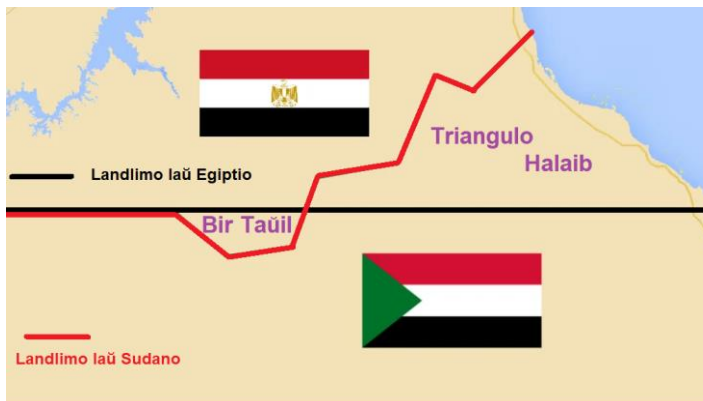 Triangulo
Halaib
Landlimo laŭ Egiptio
Bir Taŭil
Landlimo laŭ Sudano